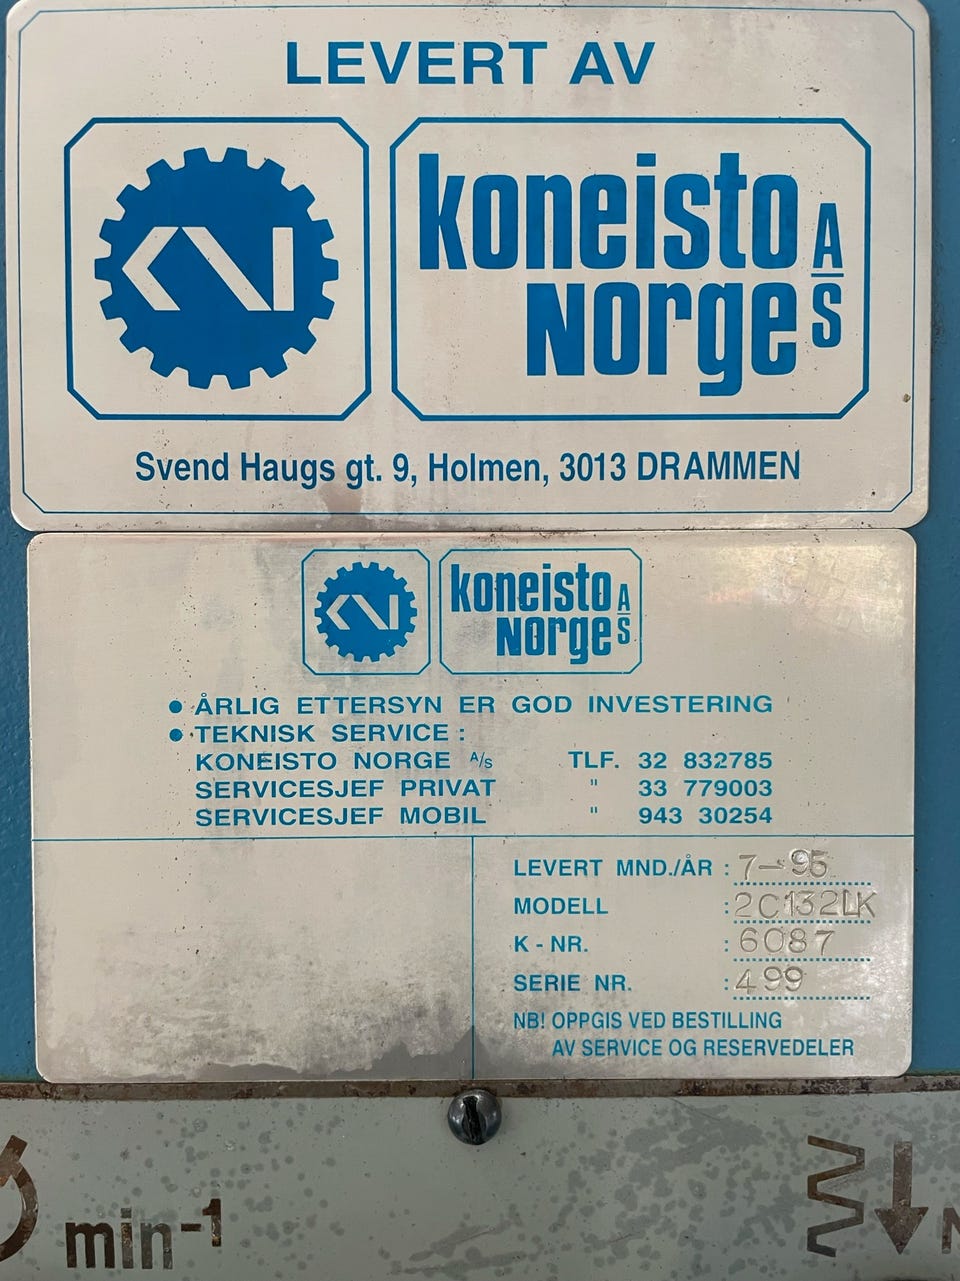 LEVERT AV
KN
koneisto A/S
Norge
Svend Haugs gt. 9, Holmen, 3013 DRAMMEN
KN
koneisto A/S
Norge
• ÅRLIG ETTERSYN ER GOD INVESTERING
• TEKNISK SERVICE :
KONEISTO NORGE A/S TLF. 32 832785
SERVICESJEF PRIVAT " 33 779003
SERVICESJEF MOBIL " 943 30254
LEVERT MND./ÅR : 7-95
MODELL : 2C132LK
K - NR. : 6087
SERIE NR. : 499
NB! OPPGIS VED BESTILLING
AV SERVICE OG RESERVEDELER
min-1